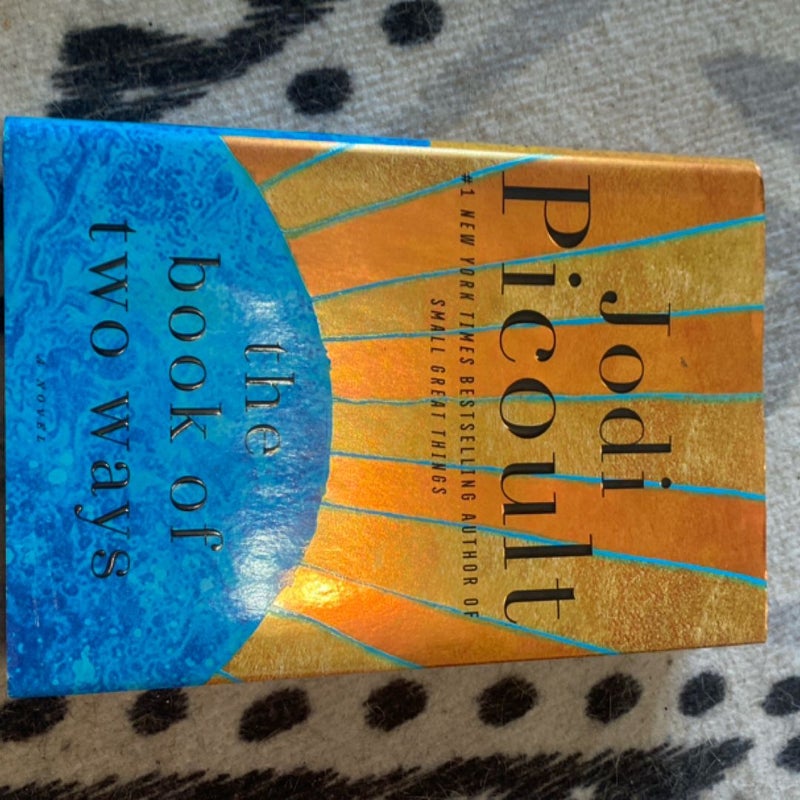 Jodi
Picoult
#1 NEW YORK TIMES BESTSELLING AUTHOR OF
SMALL GREAT THINGS
the
book of
two ways
A NOVEL